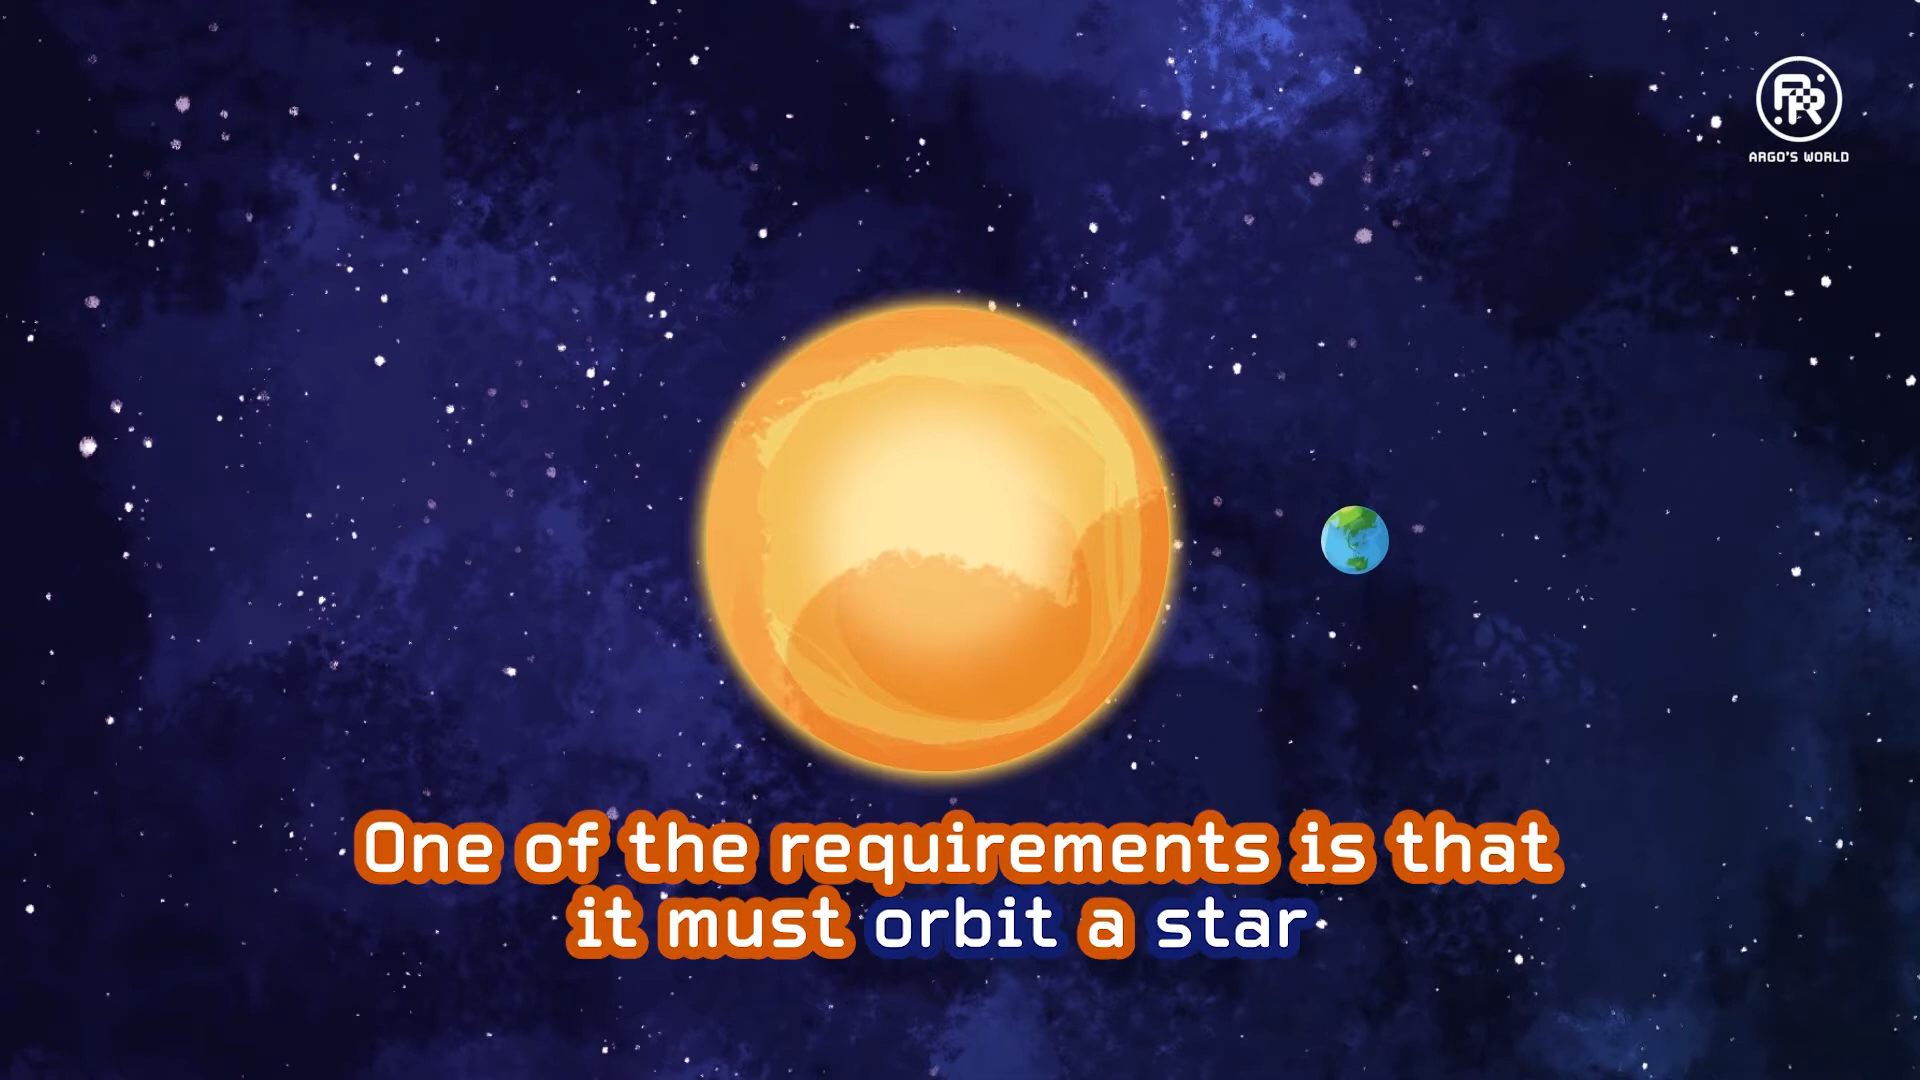 ARGO'S WORLD
One of the requirements is that
it must orbit a star